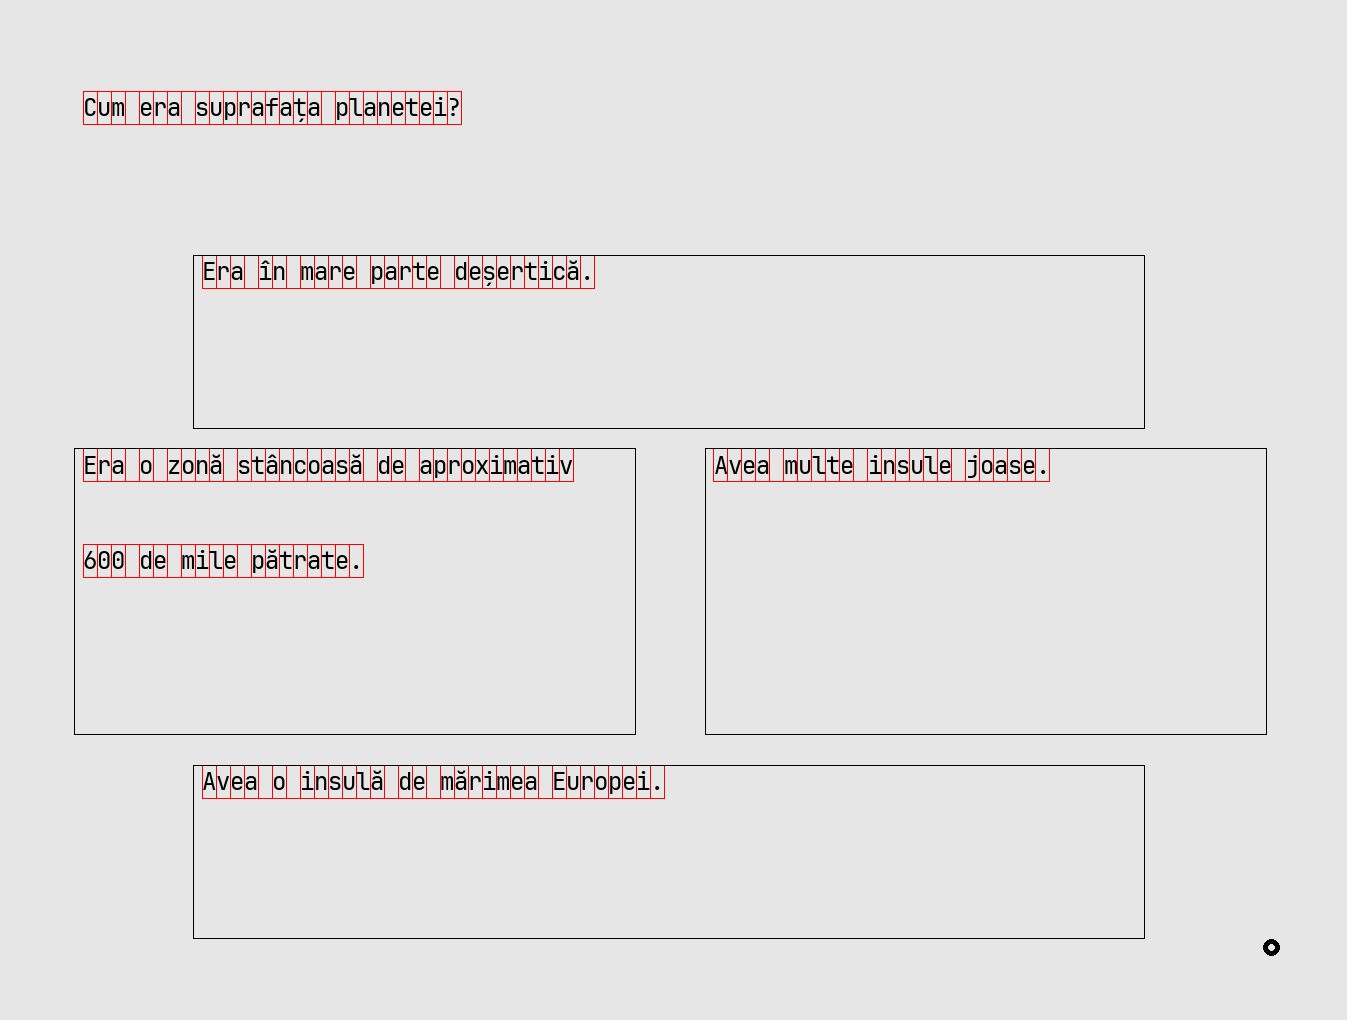 Cum era suprafața planetei?
Era în mare parte deșertică.
Era o zonă stâncoasă de aproximativ
600 de mile pătrate.
Avea multe insule joase.
Avea o insulă de mărimea Europei.